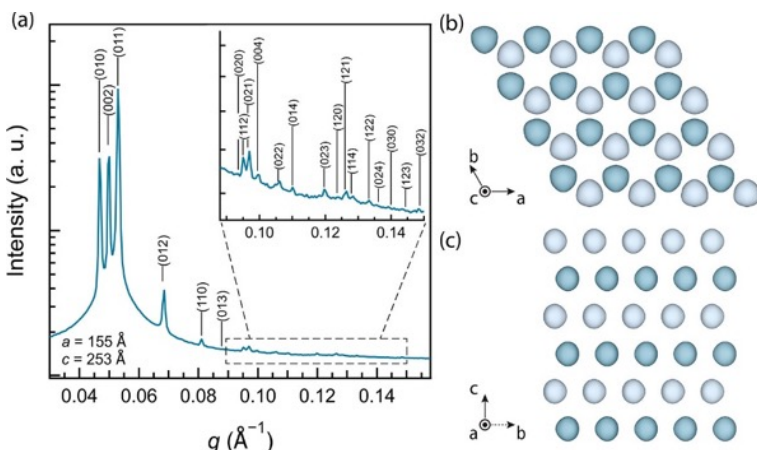 (a)
Intensity (a. u.)
(010)
(002)
(011)
(012)
(110)
(013)
a = 155 Å
c = 253 Å
0.04
0.06
0.08
0.10
0.12
0.14
q (Å⁻¹)
(020)
(112)
(021)
(004)
(022)
(014)
(023)
(120)
(121)
(114)
(122)
(024)
(030)
(123)
(032)
0.10
0.12
0.14
(b)
b
c
a
(c)
c
a
b